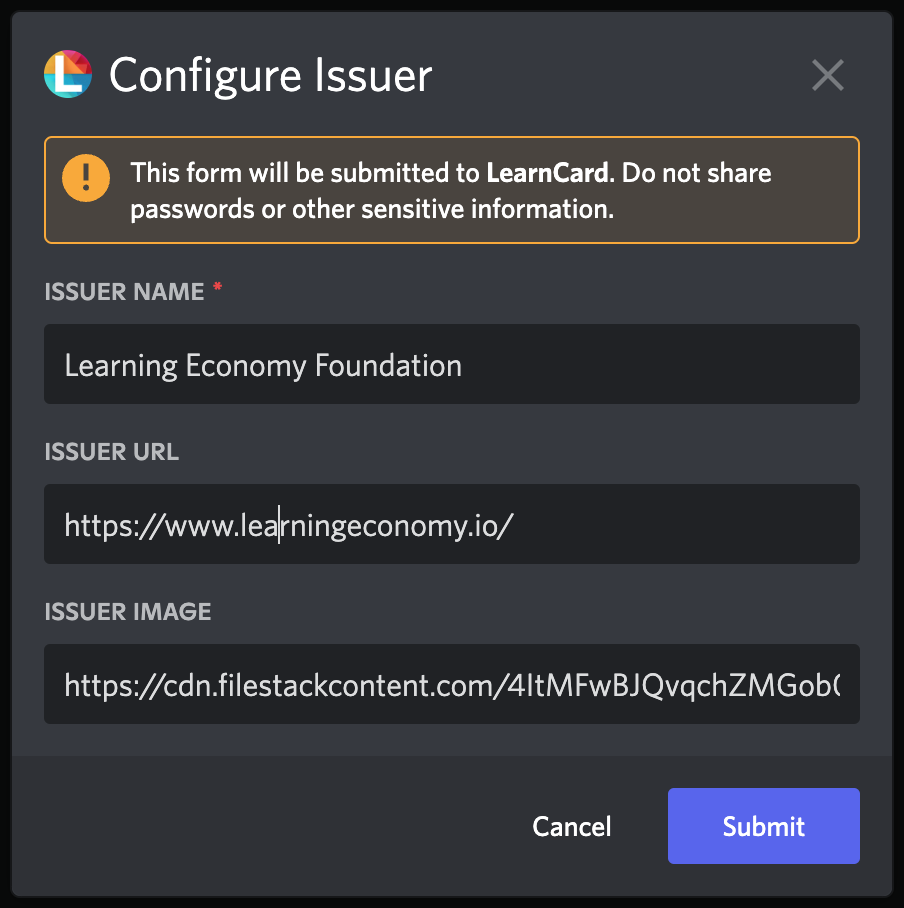 L Configure Issuer
! This form will be submitted to LearnCard. Do not share
passwords or other sensitive information.
ISSUER NAME *
Learning Economy Foundation
ISSUER URL
https://www.learningeconomy.io/
ISSUER IMAGE
https://cdn.filestackcontent.com/4ItMFwBJQvqchZMGob
Cancel Submit